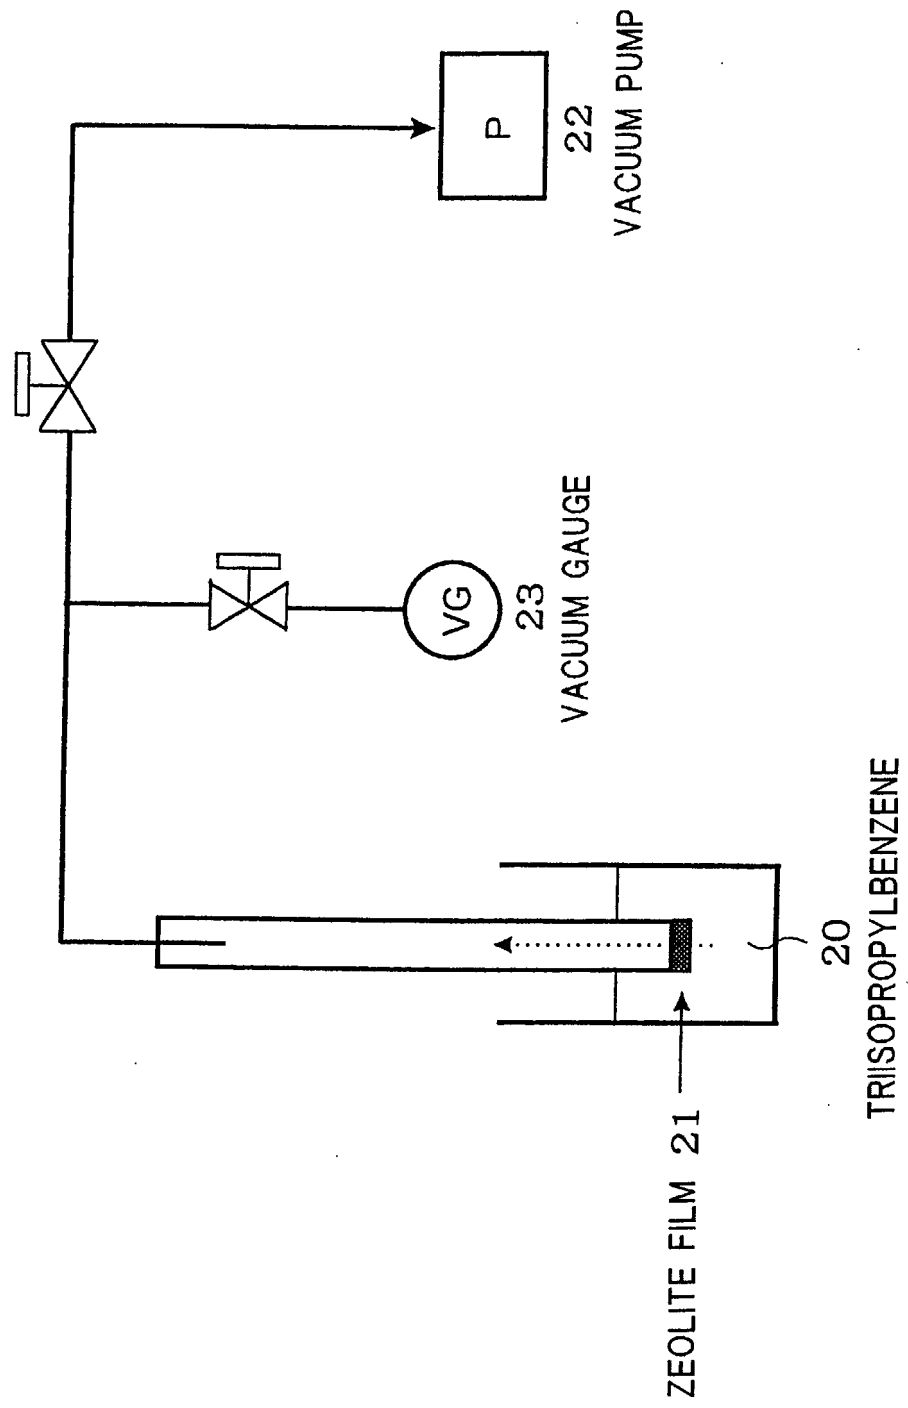 P
22
VACUUM PUMP
VG
23
VACUUM GAUGE
20
TRIISOPROPYLBENZENE
ZEOLITE FILM 21